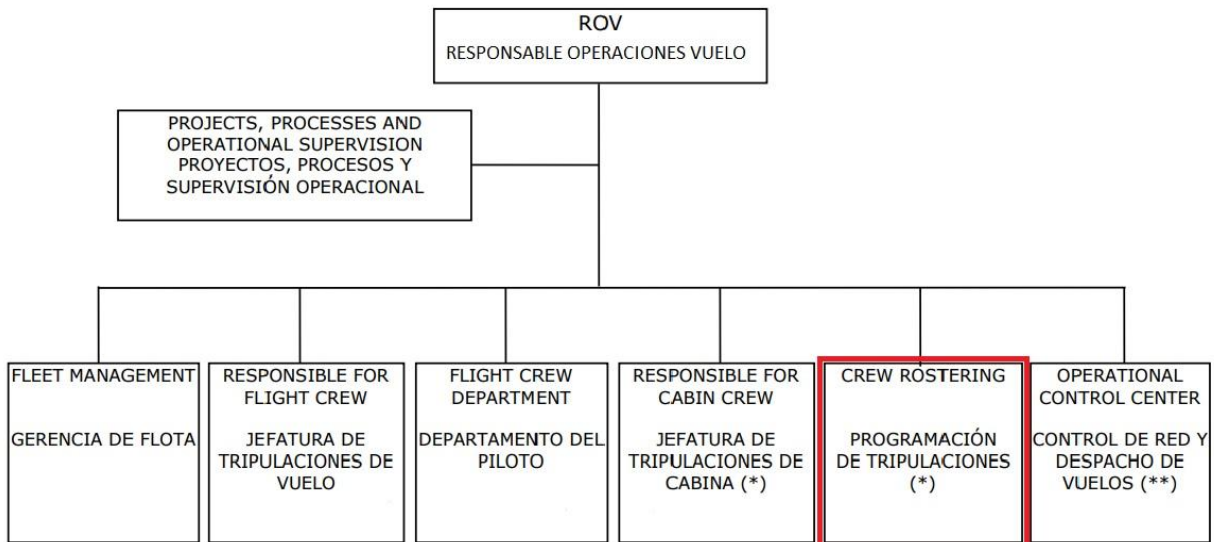 ROV
RESPONSABLE OPERACIONES VUELO
PROJECTS, PROCESSES AND
OPERATIONAL SUPERVISION
PROYECTOS, PROCESOS Y
SUPERVISIÓN OPERACIONAL
FLEET MANAGEMENT
GERENCIA DE FLOTA
RESPONSIBLE FOR
FLIGHT CREW
JEFATURA DE
TRIPULACIONES DE
VUELO
FLIGHT CREW
DEPARTMENT
DEPARTAMENTO DEL
PILOTO
RESPONSIBLE FOR
CABIN CREW
JEFATURA DE
TRIPULACIONES DE
CABINA (*)
CREW ROSTERING
PROGRAMACIÓN
DE TRIPULACIONES
(*)
OPERATIONAL
CONTROL CENTER
CONTROL DE RED Y
DESPACHO DE
VUELOS (**)